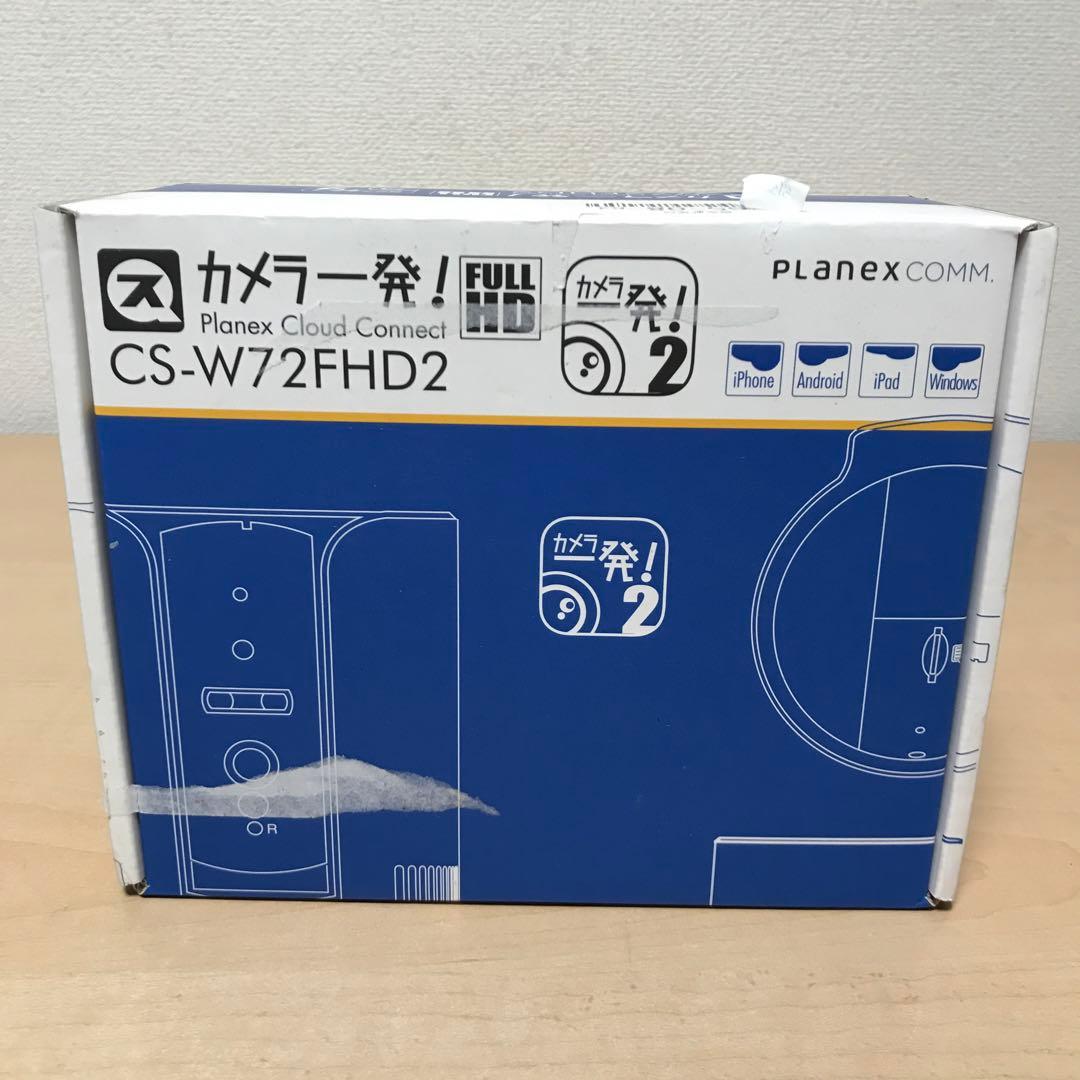 ス
カメラ一発！
FULL
HD
Planex Cloud Connect
CS-W72FHD2
カメラ
一発！
2
PLanex COMM.
iPhone
Android
iPad
Windows
カメラ
一発！
2
R